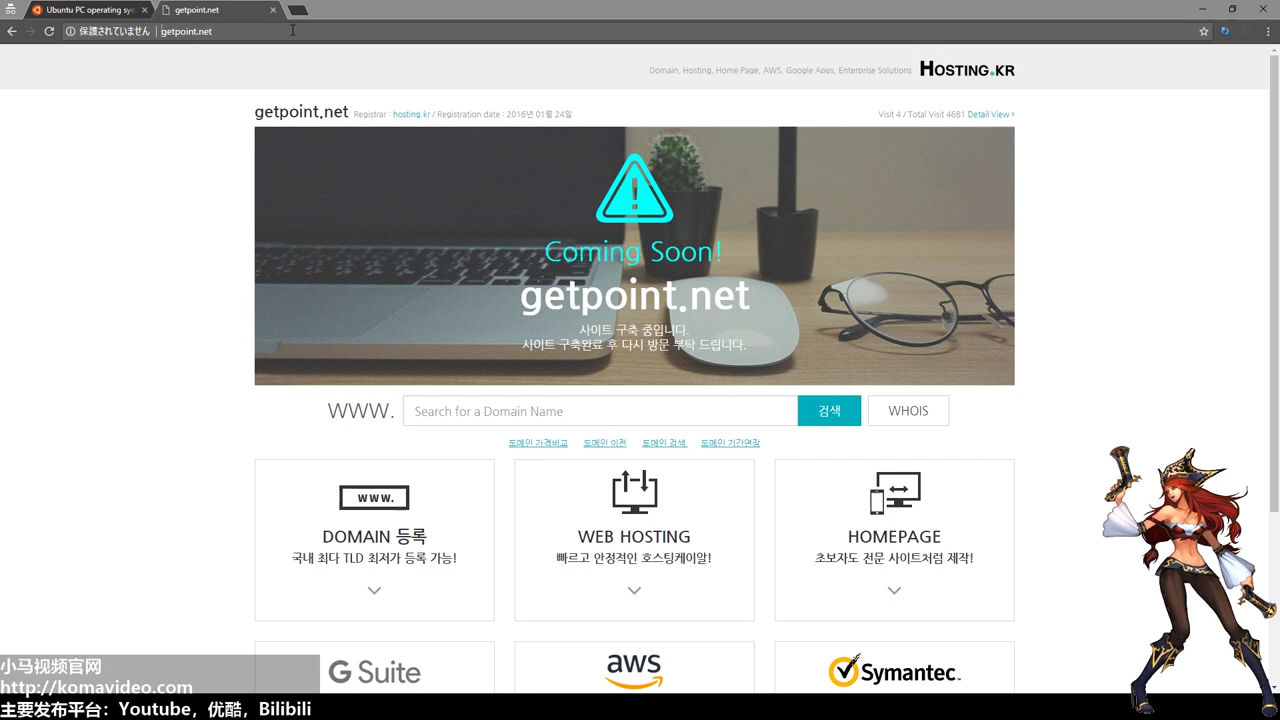 Ubuntu PC operating sys
getpoint.net
保護されていません | getpoint.net
Domain, Hosting, Home Page, AWS, Google Apps, Enterprise Solutions
HOSTING.KR
getpoint.net Registrar : hosting.kr / Registration date : 2016년 01월 24일
Visit 4 / Total Visit 4681 Detail View >
Coming Soon!
getpoint.net
사이트 구축 중입니다.
사이트 구축완료 후 다시 방문 부탁 드립니다.
WWW. Search for a Domain Name 검색 WHOIS
도메인 가격비교 도메인 이전 도메인 검색 도메인 기간연장
www.
DOMAIN 등록
국내 최다 TLD 최저가 등록 가능!
WEB HOSTING
빠르고 안정적인 호스팅케이알!
HOMEPAGE
초보자도 전문 사이트처럼 제작!
G Suite
aws
Symantec
小马视频官网
http://komavideo.com
主要发布平台：Youtube，优酷，Bilibili